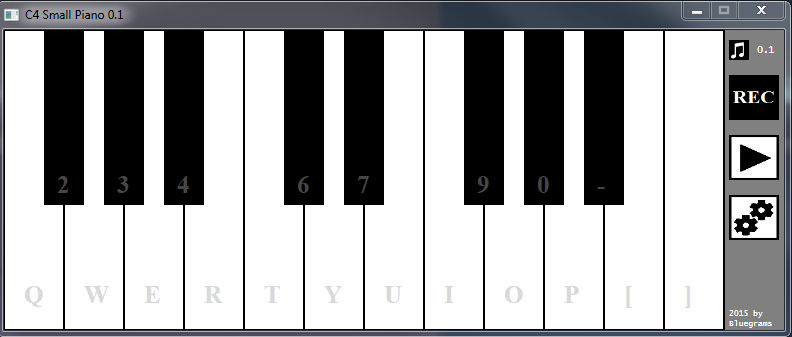 C4 Small Piano 0.1
0.1
REC
2 3 4 6 7 9 0 -
Q W E R T Y U I O P [ ]
2015 by
Bluegrams